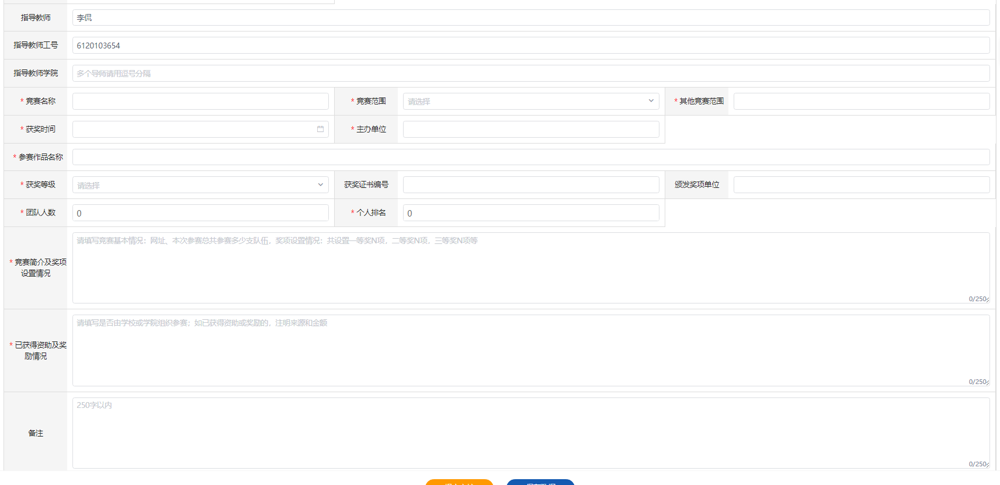 指导教师 李侃
指导教师工号 6120103654
指导教师学院 多个导师请用逗号分隔
* 竞赛名称 * 竞赛范围 请选择 * 其他竞赛范围
* 获奖时间 * 主办单位
* 参赛作品名称
* 获奖等级 请选择 获奖证书编号 颁发奖项单位
* 团队人数 0 * 个人排名 0
* 竞赛简介及奖项
设置情况
请填写竞赛基本情况：网址、本次参赛总共参赛多少支队伍，奖项设置情况：共设置一等奖N项，二等奖N项，三等奖N项等
0/250
* 已获得资助及奖
励情况
请填写是否由学校或学院组织参赛；如已获得资助或奖励的，注明来源和金额
0/250
备注
250字以内
0/250